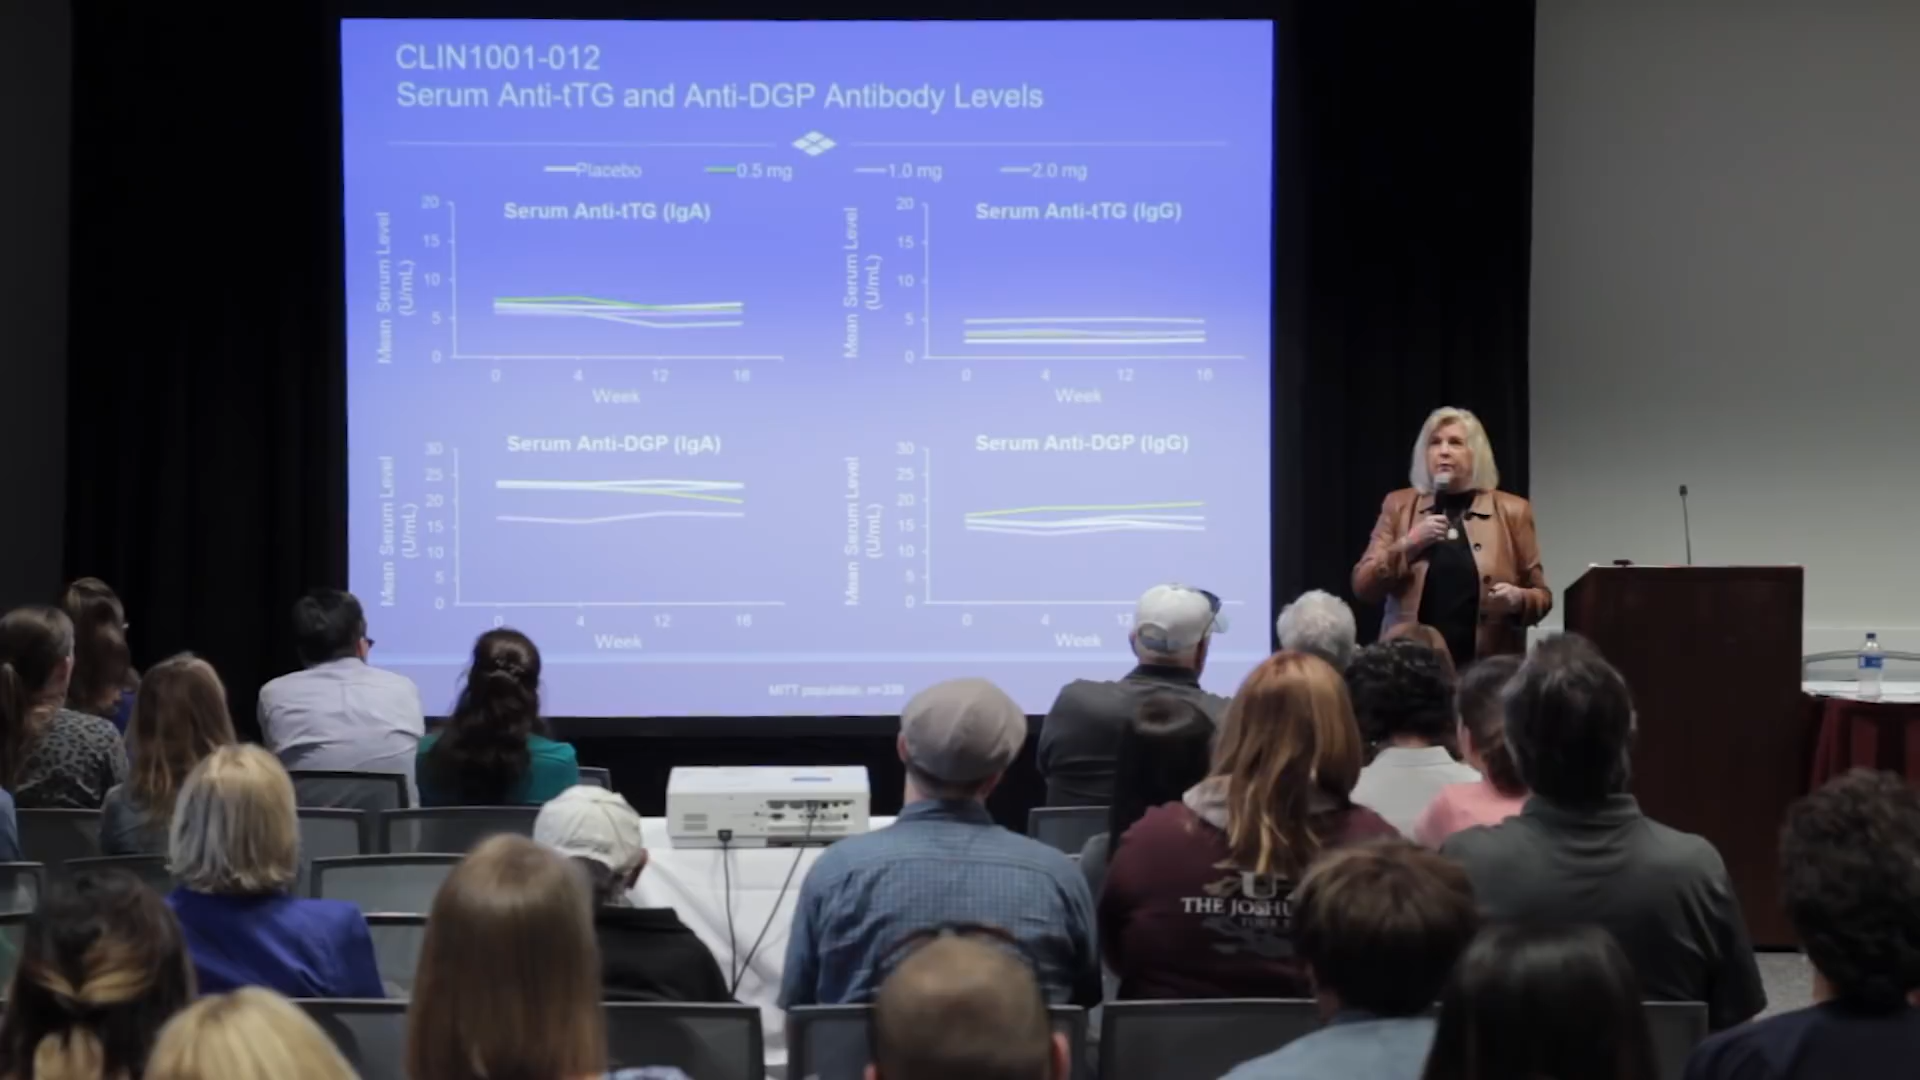 CLIN1001-012
Serum Anti-tTG and Anti-DGP Antibody Levels
Placebo 0.5 mg 1.0 mg 2.0 mg
Serum Anti-tTG (IgA)
Mean Serum Level
(U/mL)
20
15
10
5
0
0 4 12 16
Week
Serum Anti-tTG (IgG)
Mean Serum Level
(U/mL)
20
15
10
5
0
0 4 12 16
Week
Serum Anti-DGP (IgA)
Mean Serum Level
(U/mL)
30
25
20
15
10
5
0
0 4 12 16
Week
Serum Anti-DGP (IgG)
Mean Serum Level
(U/mL)
30
25
20
15
10
5
0
0 4 12
Week
MITT population,
THE JOSHU